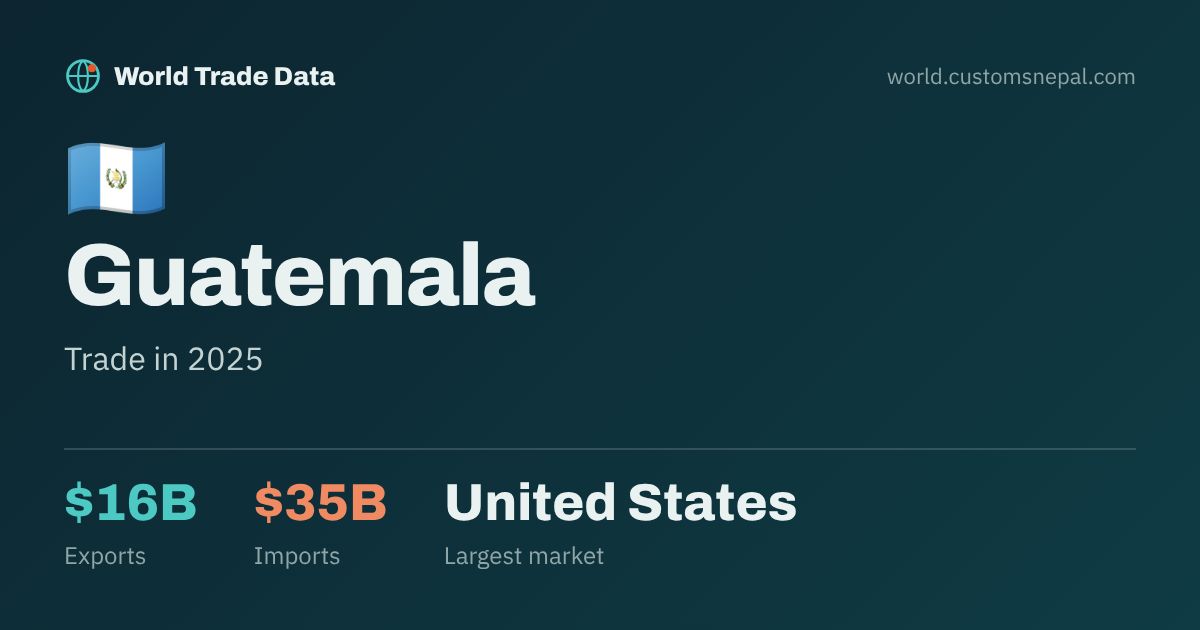 World Trade Data
world.customsnepal.com
Guatemala
Trade in 2025
$16B $35B United States
Exports Imports Largest market